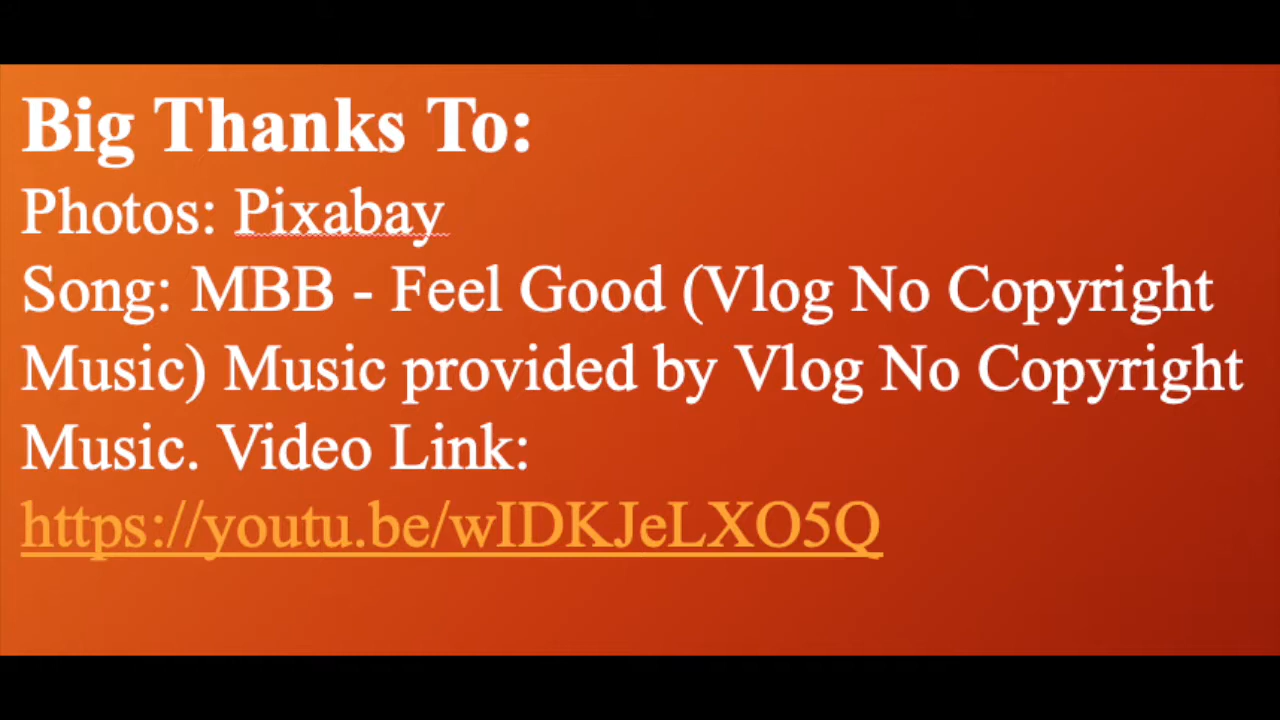 Big Thanks To:
Photos: Pixabay
Song: MBB - Feel Good (Vlog No Copyright
Music) Music provided by Vlog No Copyright
Music. Video Link:
https://youtu.be/wIDKJeLXO5Q